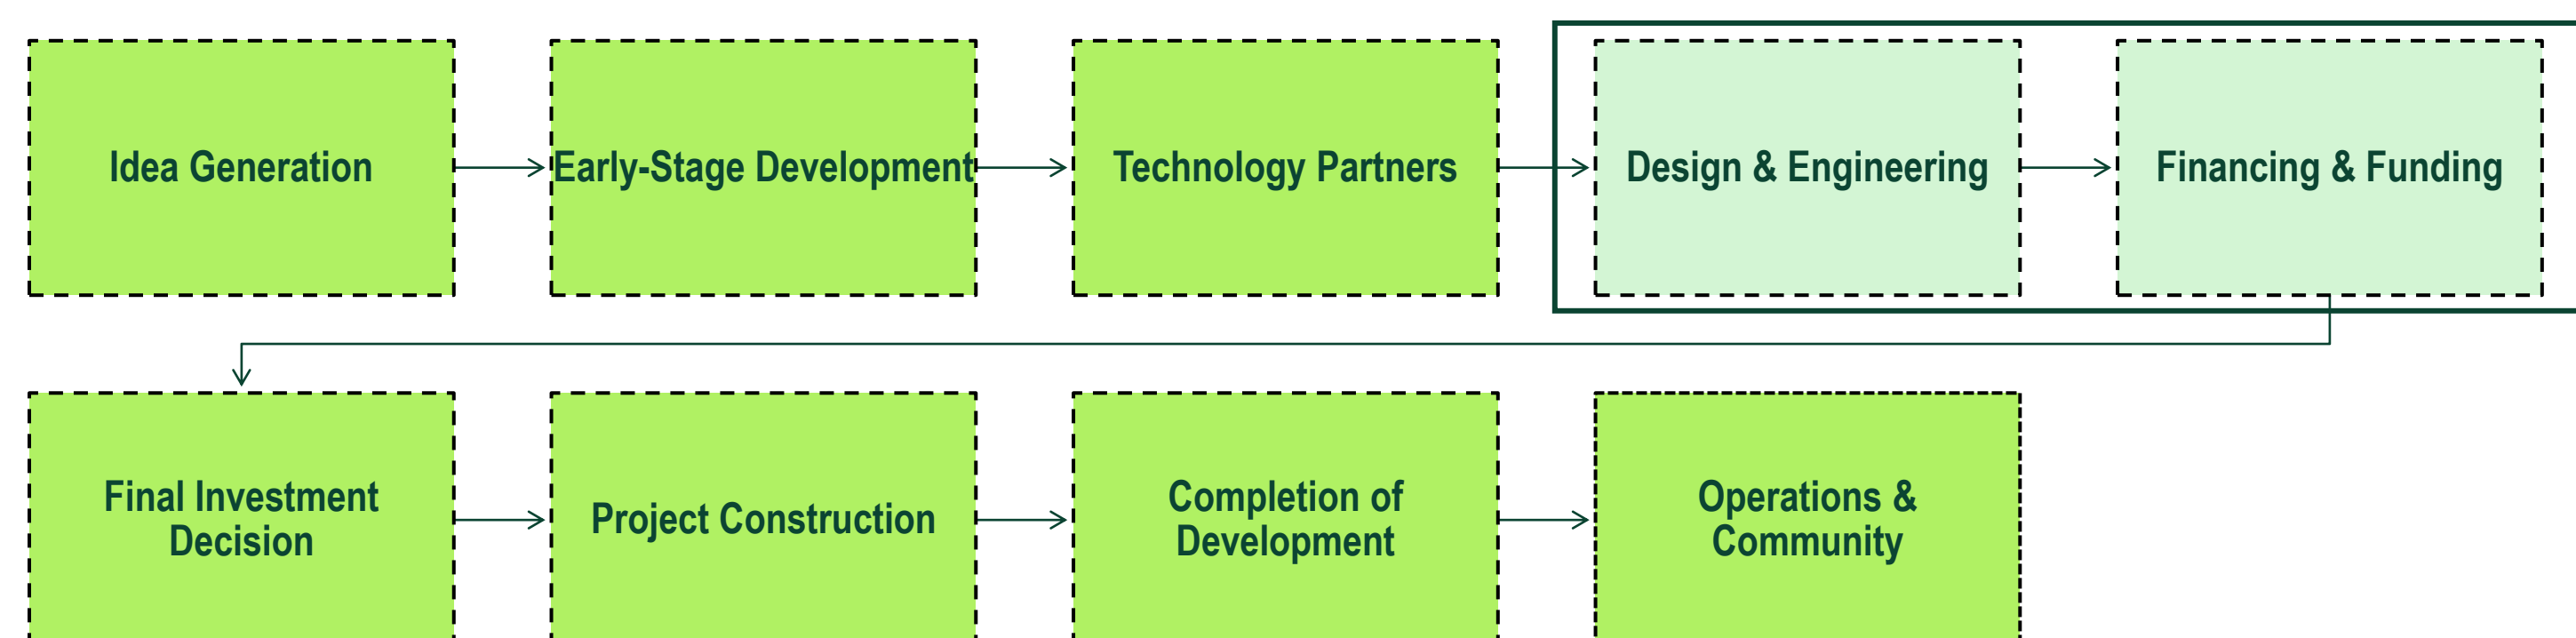 Idea Generation
Early-Stage Development
Technology Partners
Design & Engineering
Financing & Funding
Final Investment
Decision
Project Construction
Completion of
Development
Operations &
Community